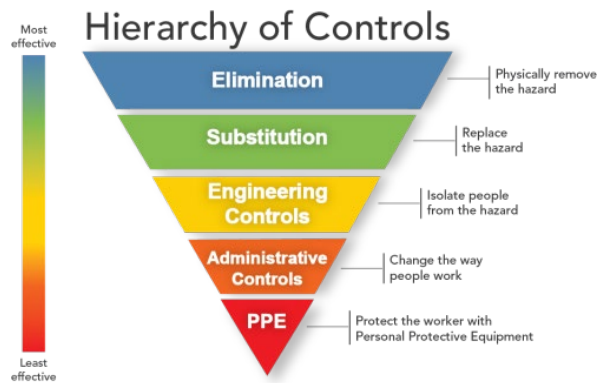 Hierarchy of Controls
Most
effective
Elimination
Physically remove
the hazard
Substitution
Replace
the hazard
Engineering
Controls
Isolate people
from the hazard
Administrative
Controls
Change the way
people work
PPE
Protect the worker with
Personal Protective Equipment
Least
effective